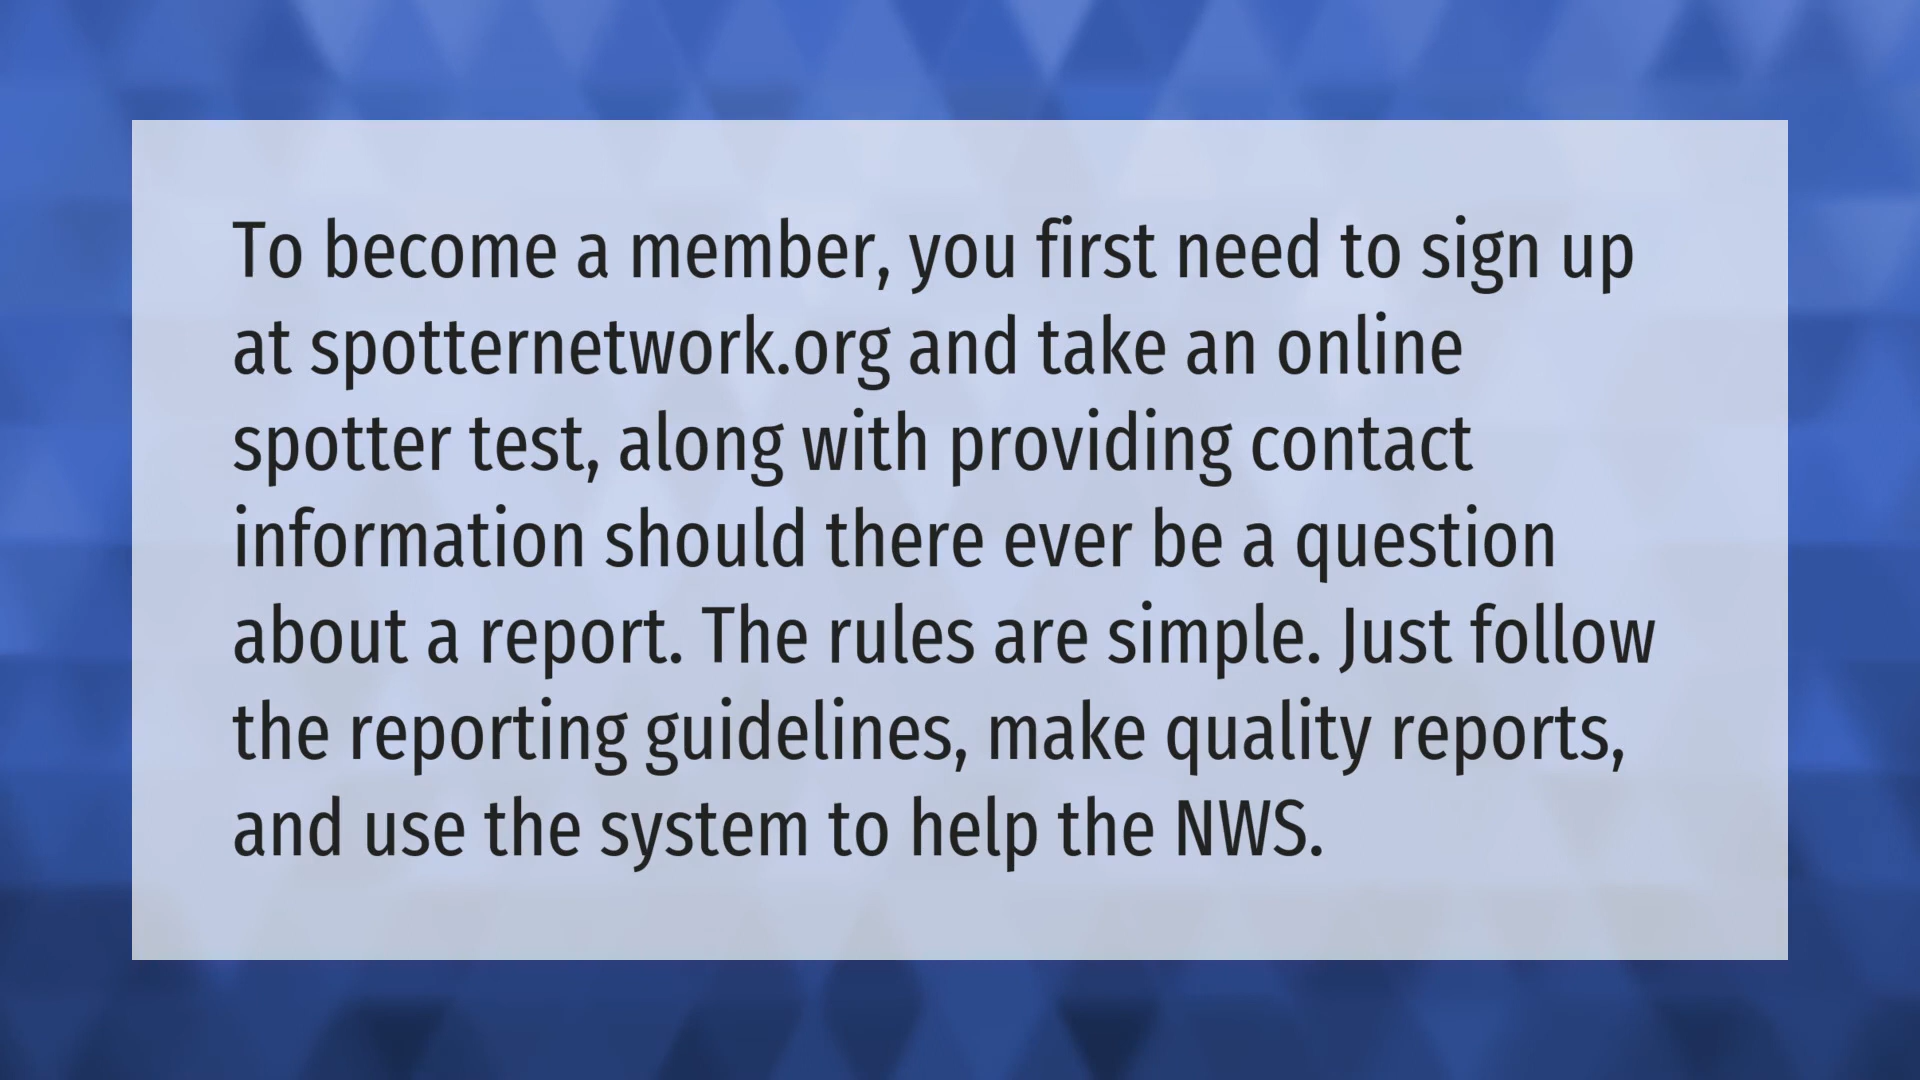 To become a member, you first need to sign up
at spotternetwork.org and take an online
spotter test, along with providing contact
information should there ever be a question
about a report. The rules are simple. Just follow
the reporting guidelines, make quality reports,
and use the system to help the NWS.